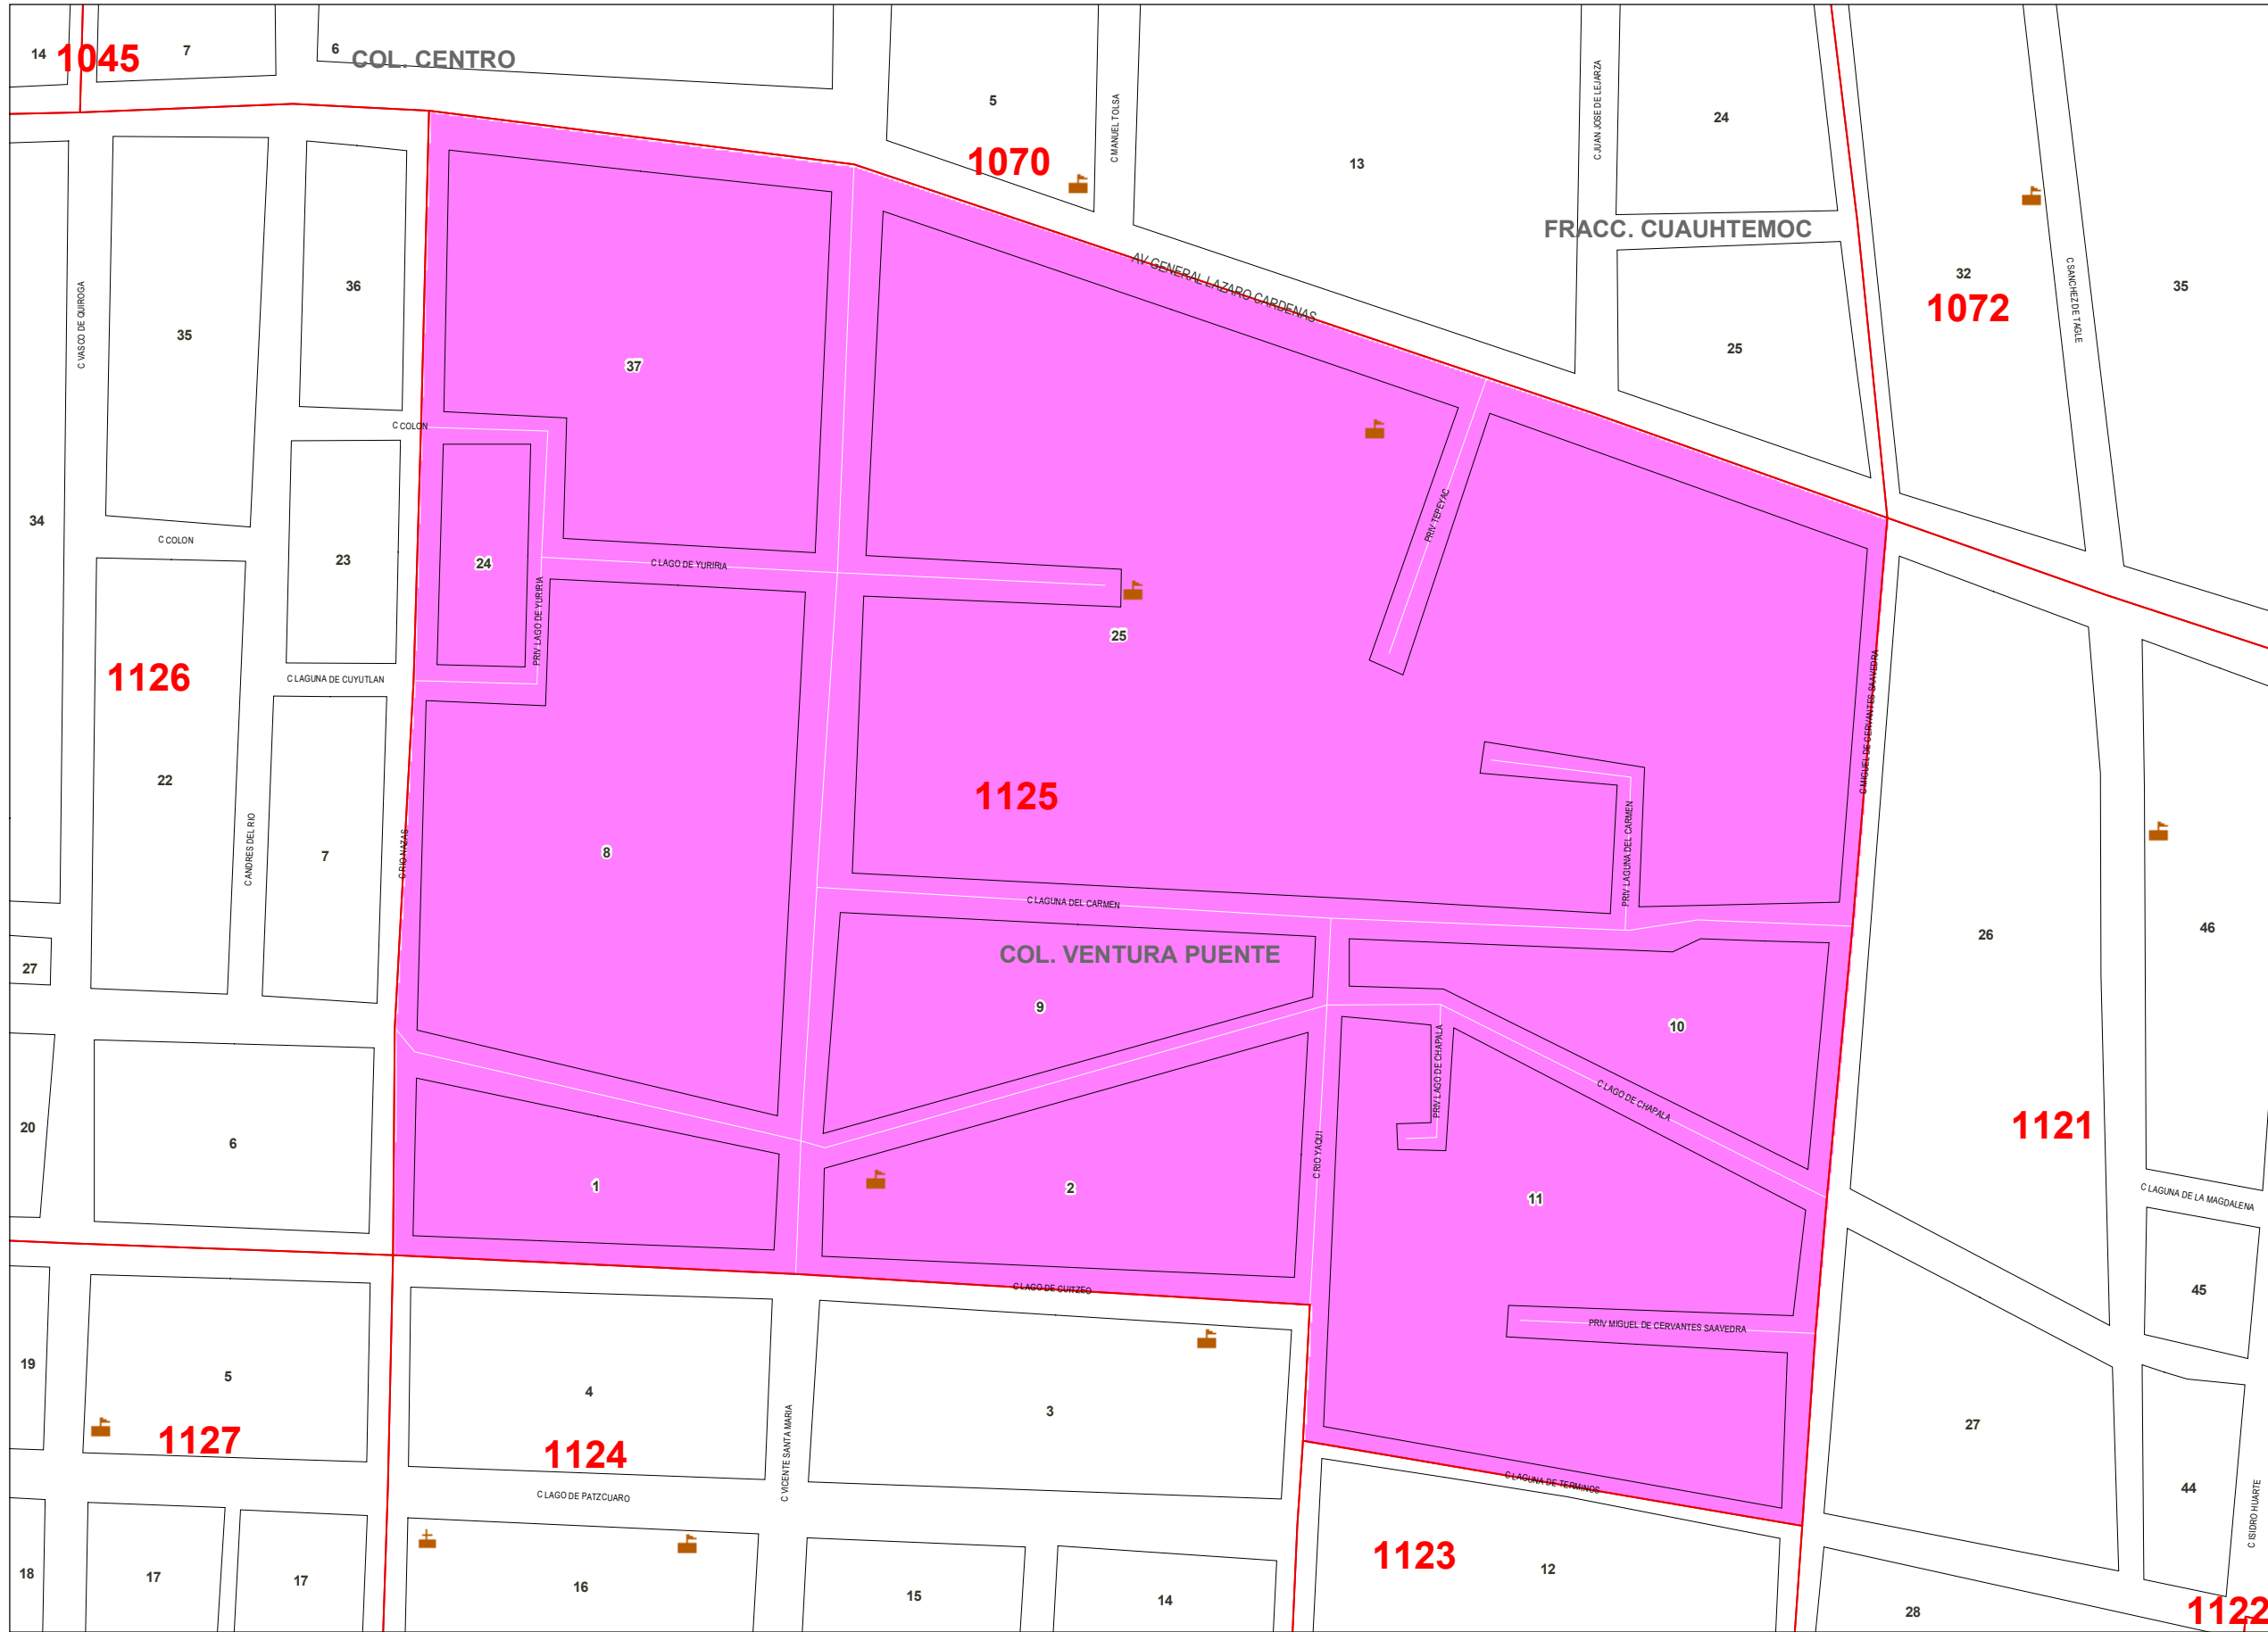 14
1045
7
6
COL. CENTRO
5
1070
C MANUEL TOLSA
13
C JUAN JOSE DE LEJARZA
24
FRACC. CUAUHTEMOC
32
1072
C SANCHEZ DE TAGLE
35
25
AV GENERAL LAZARO CARDENAS
C VASCO DE QUIROGA
35
36
37
C COLON
34
C COLON
23
24
PRIV LAGO DE YURIRIA
C LAGO DE YURIRIA
25
PRIV TEPEYAC
C MIGUEL DE CERVANTES SAAVEDRA
1126
C LAGUNA DE CUYUTLAN
22
C ANDRES DEL RIO
7
C RIO NAZAS
8
1125
PRIV LAGUNA DEL CARMEN
C LAGUNA DEL CARMEN
COL. VENTURA PUENTE
9
10
26
46
27
20
6
1
2
C RIO YAQUI
PRIV LAGO DE CHAPALA
C LAGO DE CHAPALA
11
1121
C LAGUNA DE LA MAGDALENA
45
C LAGO DE CUITZEO
PRIV MIGUEL DE CERVANTES SAAVEDRA
19
5
1127
4
1124
C VICENTE SANTA MARIA
3
27
44
C ISIDRO HUARTE
C LAGO DE PATZCUARO
C LAGUNA DE TERMINOS
18
17
17
16
15
14
1123
12
28
1122